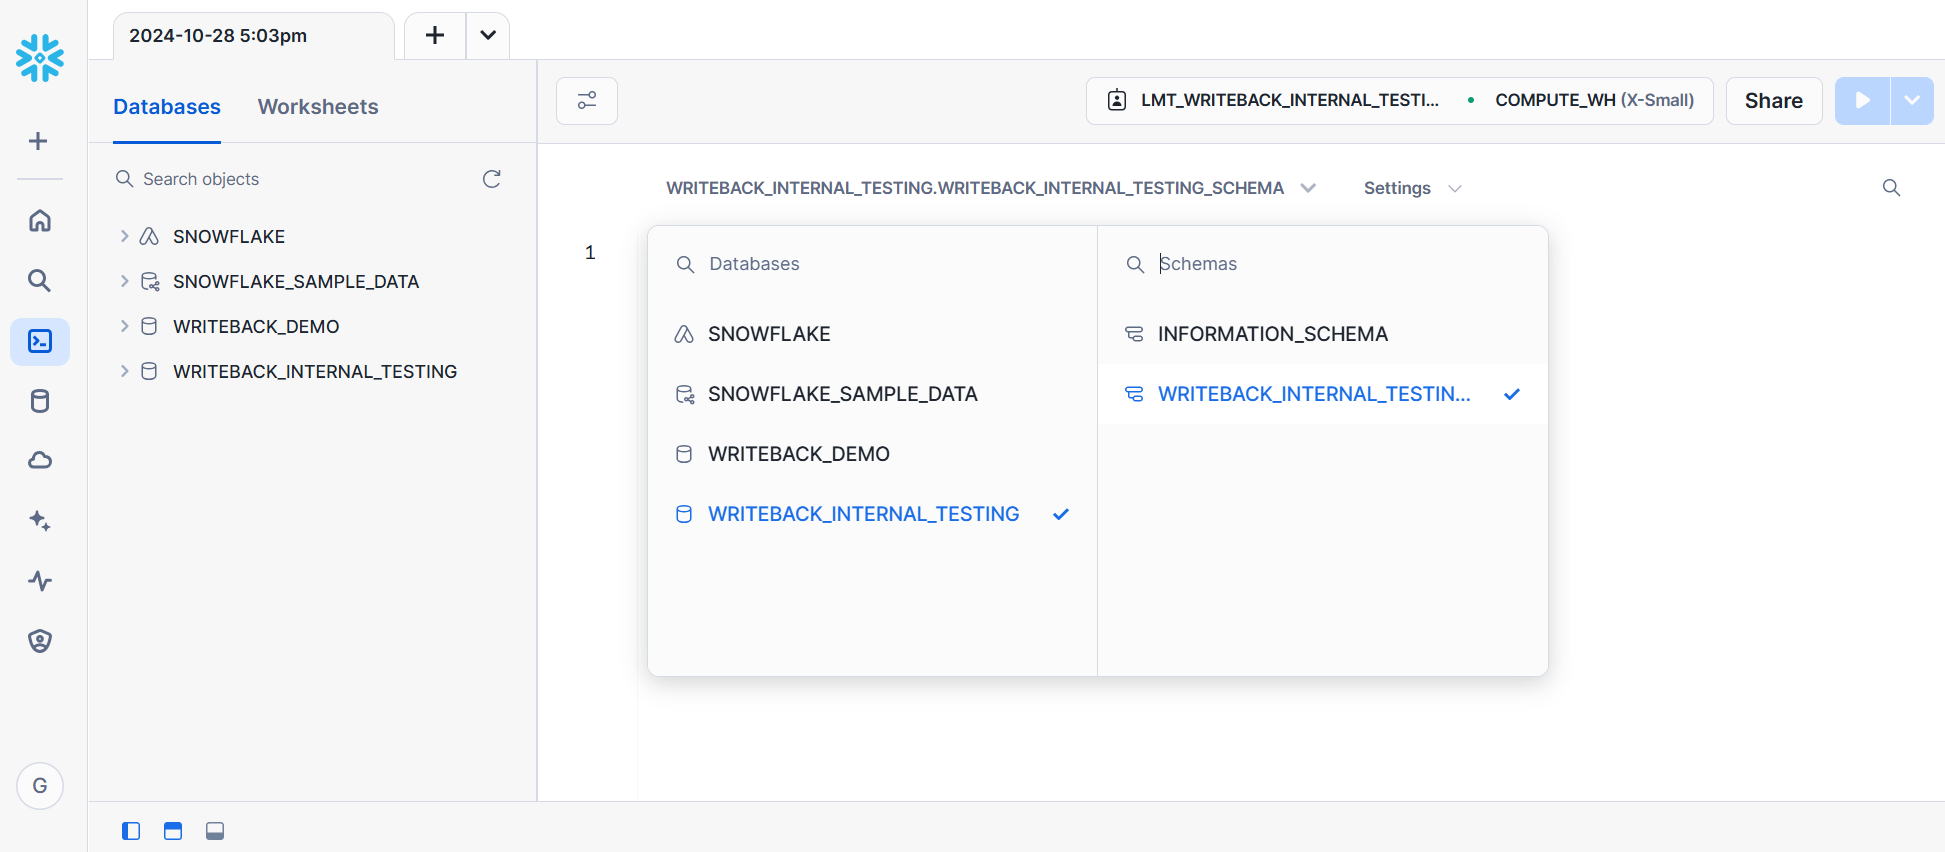 2024-10-28 5:03pm
Databases Worksheets
LMT_WRITEBACK_INTERNAL_TESTI... • COMPUTE_WH (X-Small) Share
Search objects
SNOWFLAKE
SNOWFLAKE_SAMPLE_DATA
WRITEBACK_DEMO
WRITEBACK_INTERNAL_TESTING
WRITEBACK_INTERNAL_TESTING.WRITEBACK_INTERNAL_TESTING_SCHEMA Settings
1
Databases
SNOWFLAKE
SNOWFLAKE_SAMPLE_DATA
WRITEBACK_DEMO
WRITEBACK_INTERNAL_TESTING
Schemas
INFORMATION_SCHEMA
WRITEBACK_INTERNAL_TESTIN...
G